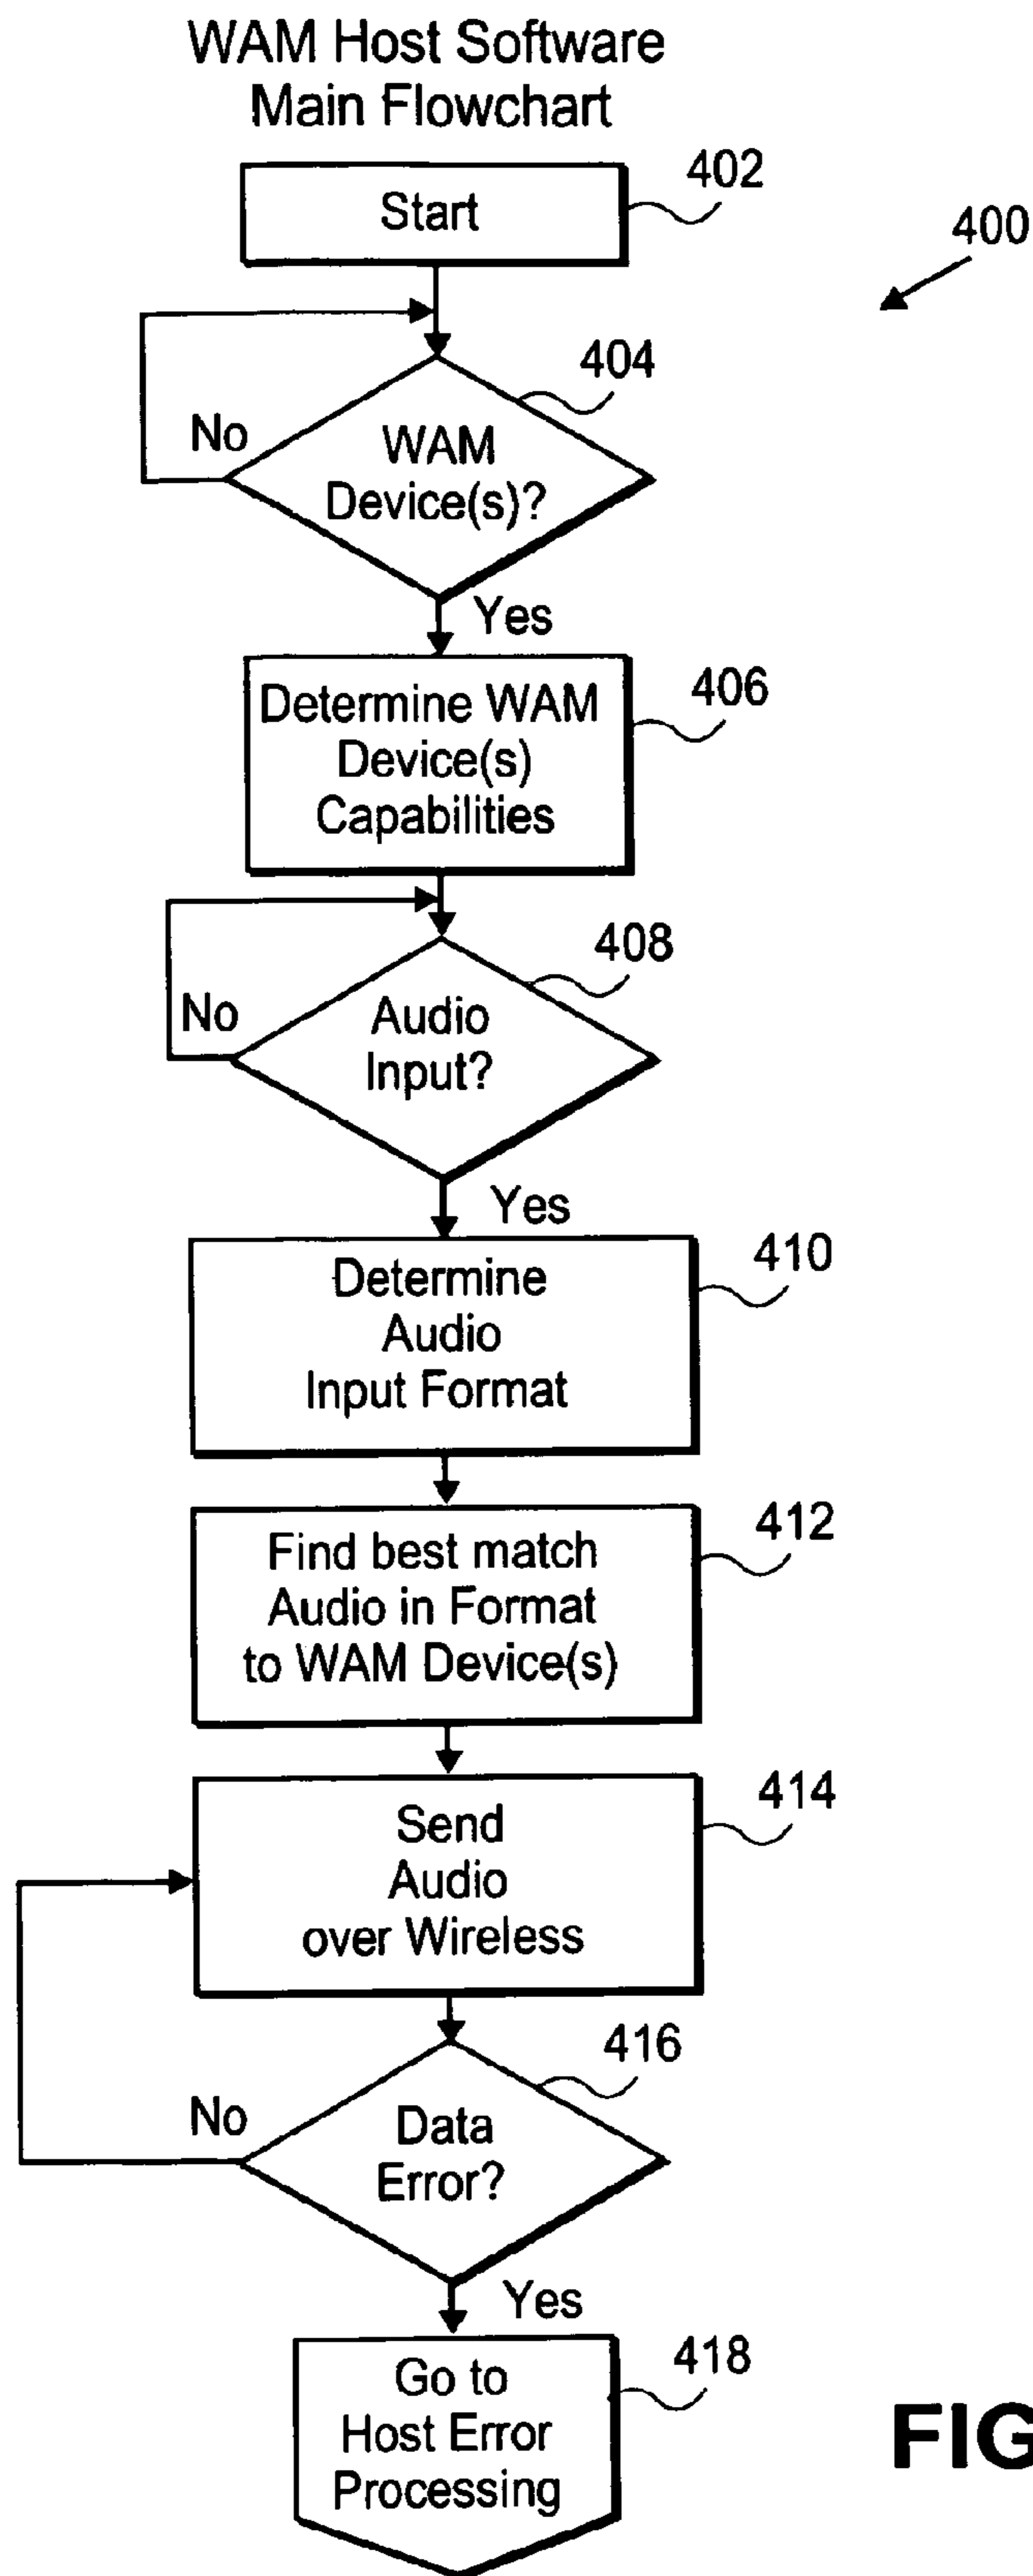 WAM Host Software
Main Flowchart
Start
402
400
404
No
WAM
Device(s)?
Yes
Determine WAM
Device(s)
Capabilities
406
408
No
Audio
Input?
Yes
Determine
Audio
Input Format
410
Find best match
Audio in Format
to WAM Device(s)
412
Send
Audio
over Wireless
414
416
No
Data
Error?
Yes
Go to
Host Error
Processing
418
FIG